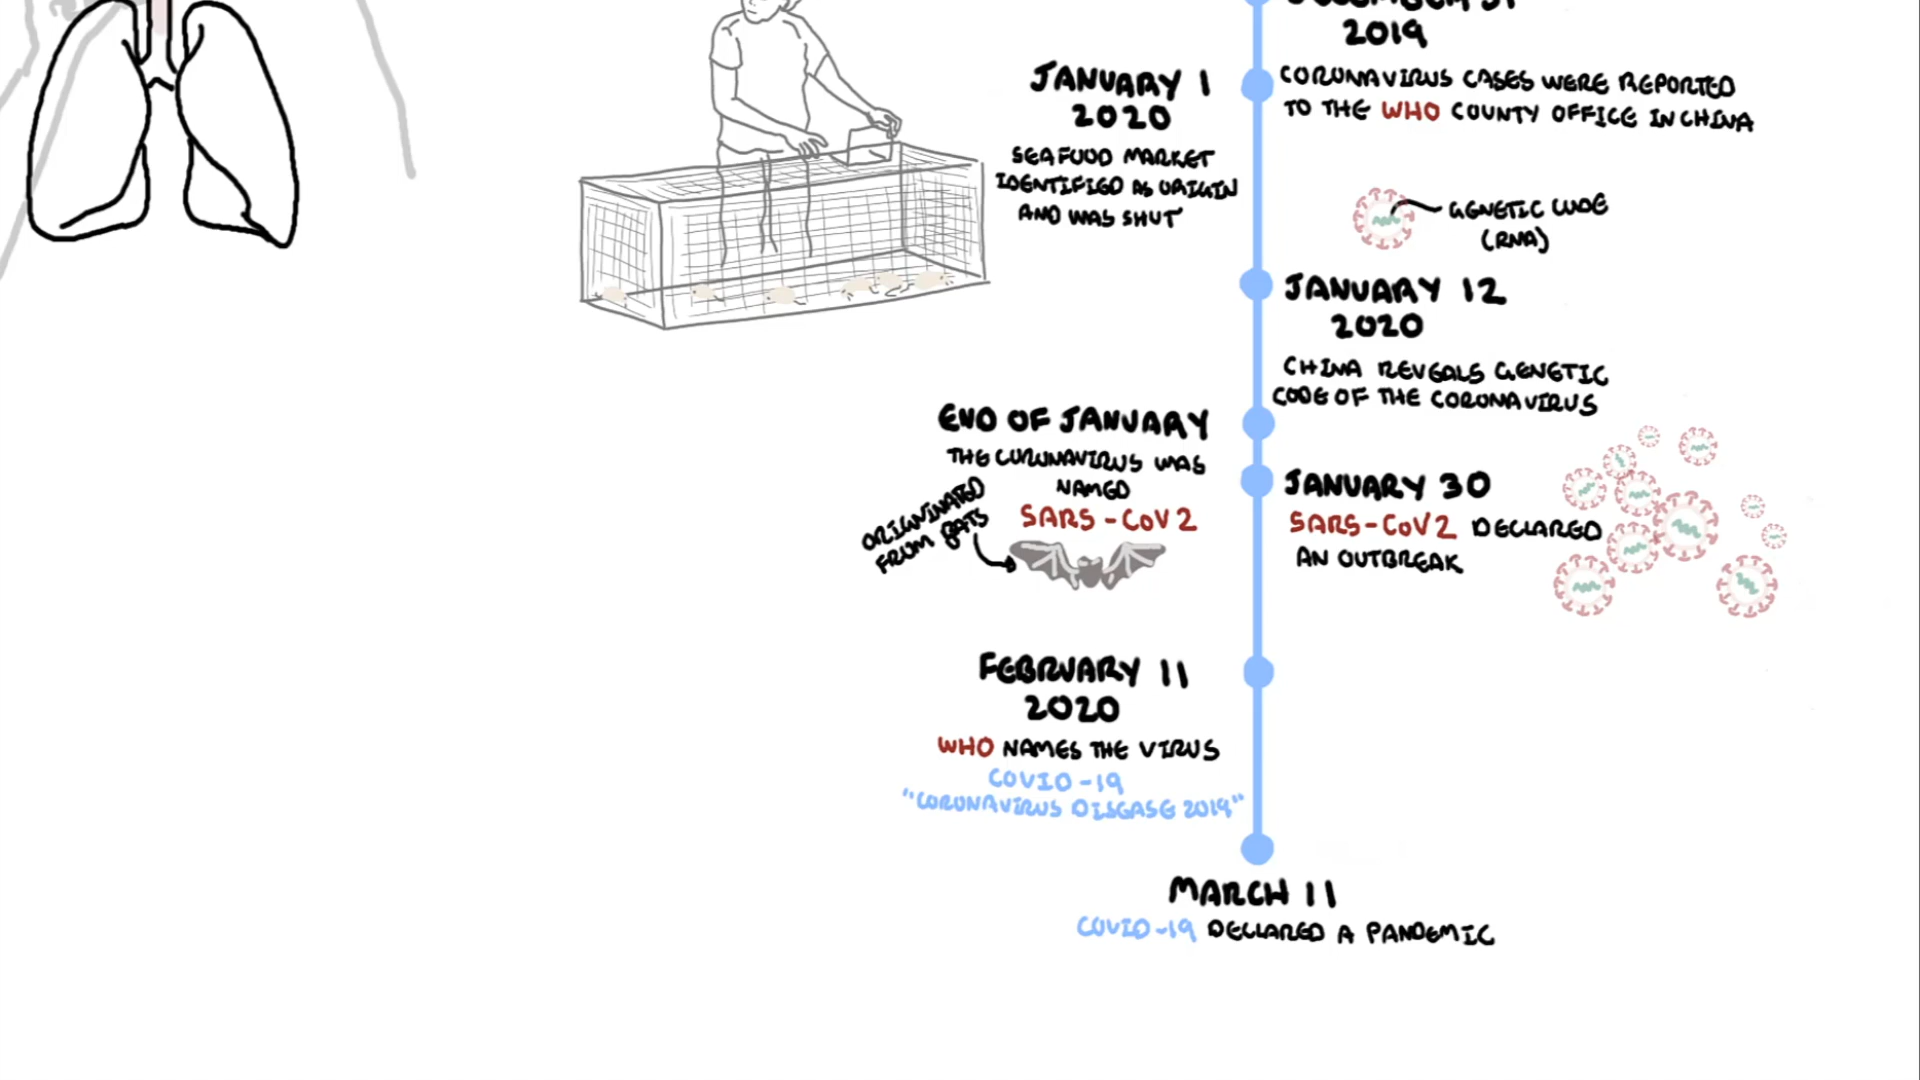 DECEMBER 31
2019
CORONAVIRUS CASES WERE REPORTED
TO THE WHO COUNTY OFFICE IN CHINA
JANUARY 1
2020
SEAFOOD MARKET
IDENTIFIED AS ORIGIN
AND WAS SHUT
GENETIC CODE
(RNA)
JANUARY 12
2020
CHINA REVEALS GENETIC
CODE OF THE CORONAVIRUS
END OF JANUARY
THE CORONAVIRUS WAS
NAMED
SARS-CoV2
ORIGINATED
FROM BATS
JANUARY 30
SARS-CoV2 DECLARED
AN OUTBREAK
FEBRUARY 11
2020
WHO NAMES THE VIRUS
COVID-19
"CORONAVIRUS DISEASE 2019"
MARCH 11
COVID-19 DECLARED A PANDEMIC